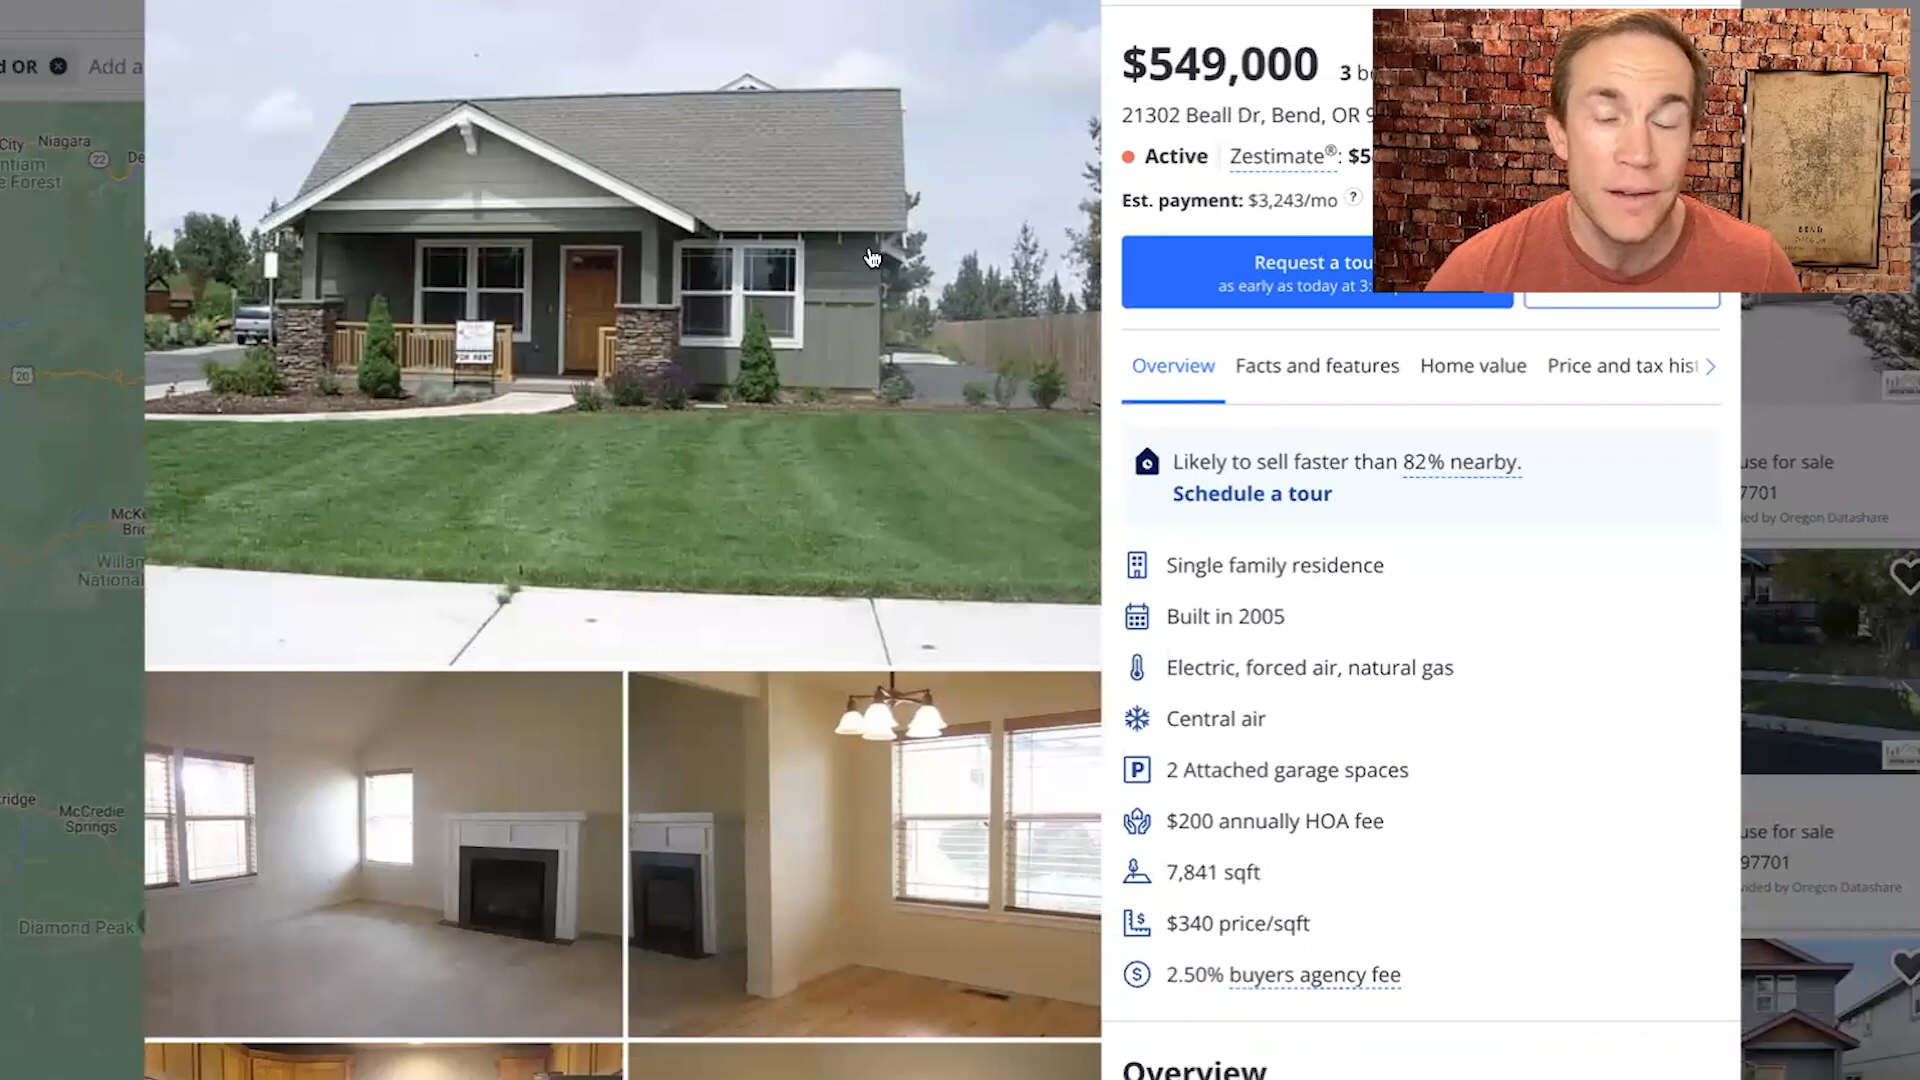 d OR
Add a
City
Niagara
22
De
ntiam
e Forest
20
McKe
Bri
Willam
National
ridge
McCredie
Springs
Diamond Peak
FOR RENT
$549,000
3 b
21302 Beall Dr, Bend, OR 9
Active
Zestimate®: $5
Est. payment: $3,243/mo ?
Request a tou
as early as today at 3:
BEND
Overview
Facts and features
Home value
Price and tax hist
Likely to sell faster than 82% nearby.
Schedule a tour
Single family residence
Built in 2005
Electric, forced air, natural gas
Central air
P
2 Attached garage spaces
$200 annually HOA fee
7,841 sqft
$340 price/sqft
$
2.50% buyers agency fee
Overview
use for sale
7701
ded by Oregon Datashare
use for sale
97701
vided by Oregon Datashare